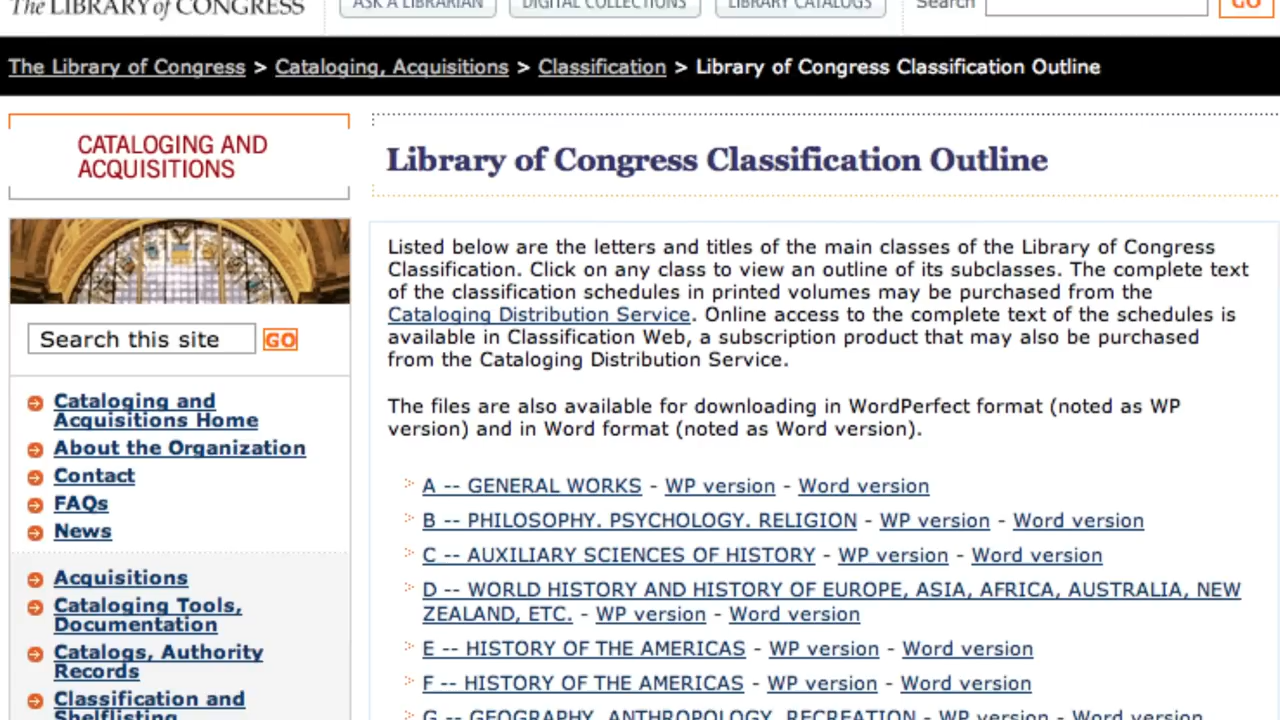 The LIBRARY of CONGRESS
ASK A LIBRARIAN
DIGITAL COLLECTIONS
LIBRARY CATALOGS
Search
GO
The Library of Congress > Cataloging, Acquisitions > Classification > Library of Congress Classification Outline
CATALOGING AND
ACQUISITIONS
Search this site
GO
Cataloging and
Acquisitions Home
About the Organization
Contact
FAQs
News
Acquisitions
Cataloging Tools,
Documentation
Catalogs, Authority
Records
Classification and
Shelflisting
Library of Congress Classification Outline
Listed below are the letters and titles of the main classes of the Library of Congress
Classification. Click on any class to view an outline of its subclasses. The complete text
of the classification schedules in printed volumes may be purchased from the
Cataloging Distribution Service. Online access to the complete text of the schedules is
available in Classification Web, a subscription product that may also be purchased
from the Cataloging Distribution Service.
The files are also available for downloading in WordPerfect format (noted as WP
version) and in Word format (noted as Word version).
A -- GENERAL WORKS - WP version - Word version
B -- PHILOSOPHY. PSYCHOLOGY. RELIGION - WP version - Word version
C -- AUXILIARY SCIENCES OF HISTORY - WP version - Word version
D -- WORLD HISTORY AND HISTORY OF EUROPE, ASIA, AFRICA, AUSTRALIA, NEW
ZEALAND, ETC. - WP version - Word version
E -- HISTORY OF THE AMERICAS - WP version - Word version
F -- HISTORY OF THE AMERICAS - WP version - Word version
G -- GEOGRAPHY. ANTHROPOLOGY. RECREATION - WP version - Word version